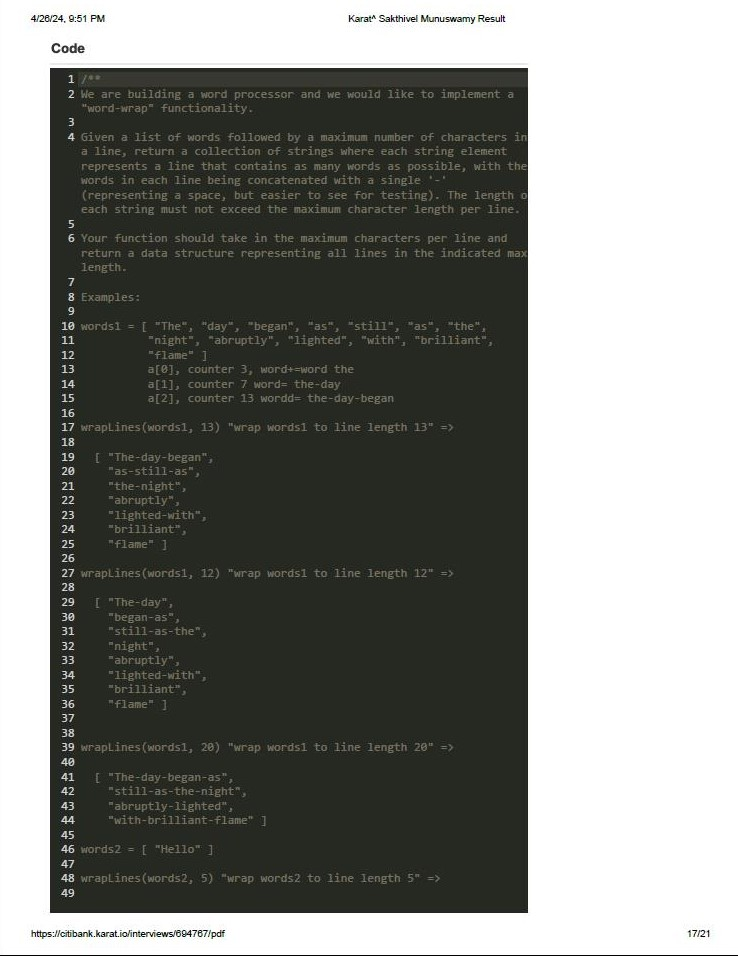 4/26/24, 9:51 PM
Karat^ Sakthivel Munuswamy Result
Code
1 /**
2 We are building a word processor and we would like to implement a
"word-wrap" functionality.
3
4 Given a list of words followed by a maximum number of characters in
a line, return a collection of strings where each string element
represents a line that contains as many words as possible, with the
words in each line being concatenated with a single '-'
(representing a space, but easier to see for testing). The length o
each string must not exceed the maximum character length per line.
5
6 Your function should take in the maximum characters per line and
return a data structure representing all lines in the indicated max
length.
7
8 Examples:
9
10 words1 = [ "The", "day", "began", "as", "still", "as", "the",
11 "night", "abruptly", "lighted", "with", "brilliant",
12 "flame" ]
13 a[0], counter 3, word+=word the
14 a[1], counter 7 word= the-day
15 a[2], counter 13 wordd= the-day-began
16
17 wrapLines(words1, 13) "wrap words1 to line length 13" =>
18
19 [ "The-day-began",
20 "as-still-as",
21 "the-night",
22 "abruptly",
23 "lighted-with",
24 "brilliant",
25 "flame" ]
26
27 wrapLines(words1, 12) "wrap words1 to line length 12" =>
28
29 [ "The-day",
30 "began-as",
31 "still-as-the",
32 "night",
33 "abruptly",
34 "lighted-with",
35 "brilliant",
36 "flame" ]
37
38
39 wrapLines(words1, 20) "wrap words1 to line length 20" =>
40
41 [ "The-day-began-as",
42 "still-as-the-night",
43 "abruptly-lighted",
44 "with-brilliant-flame" ]
45
46 words2 = [ "Hello" ]
47
48 wrapLines(words2, 5) "wrap words2 to line length 5" =>
49
https://citibank.karat.io/interviews/694767/pdf
17/21